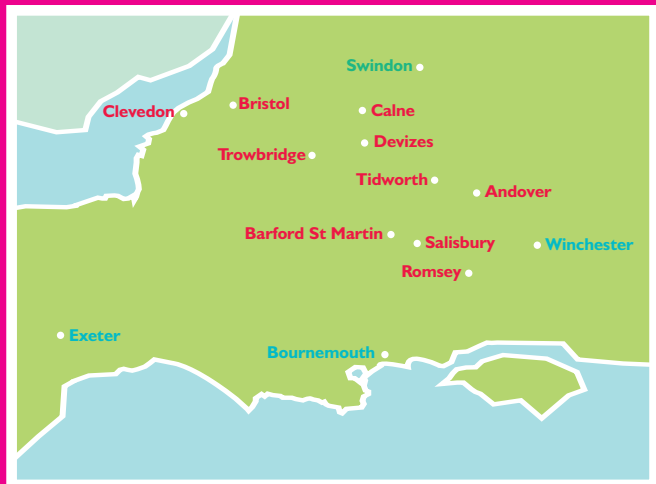 Swindon
Bristol
Clevedon
Calne
Devizes
Trowbridge
Tidworth
Andover
Barford St Martin
Salisbury
Winchester
Romsey
Exeter
Bournemouth